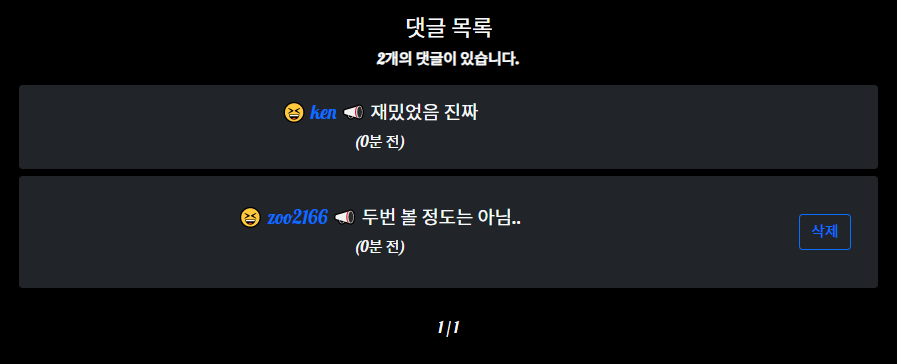 댓글 목록
2개의 댓글이 있습니다.
😆 ken 📢 재밌었음 진짜
(0분 전)
😆 zoo2166 📢 두번 볼 정도는 아님..
(0분 전)
삭제
1 / 1